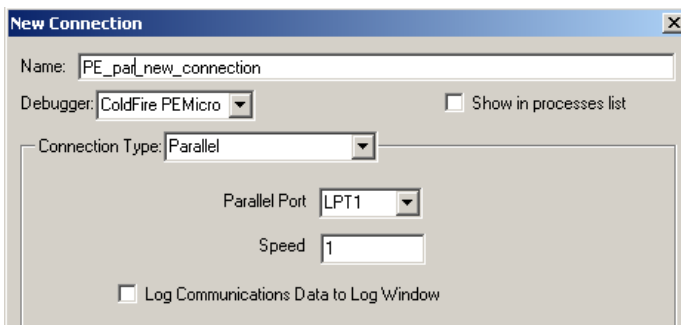 New Connection
Name: PE_par_new_connection
Debugger: ColdFire PEMicro Show in processes list
Connection Type: Parallel
Parallel Port LPT1
Speed 1
Log Communications Data to Log Window